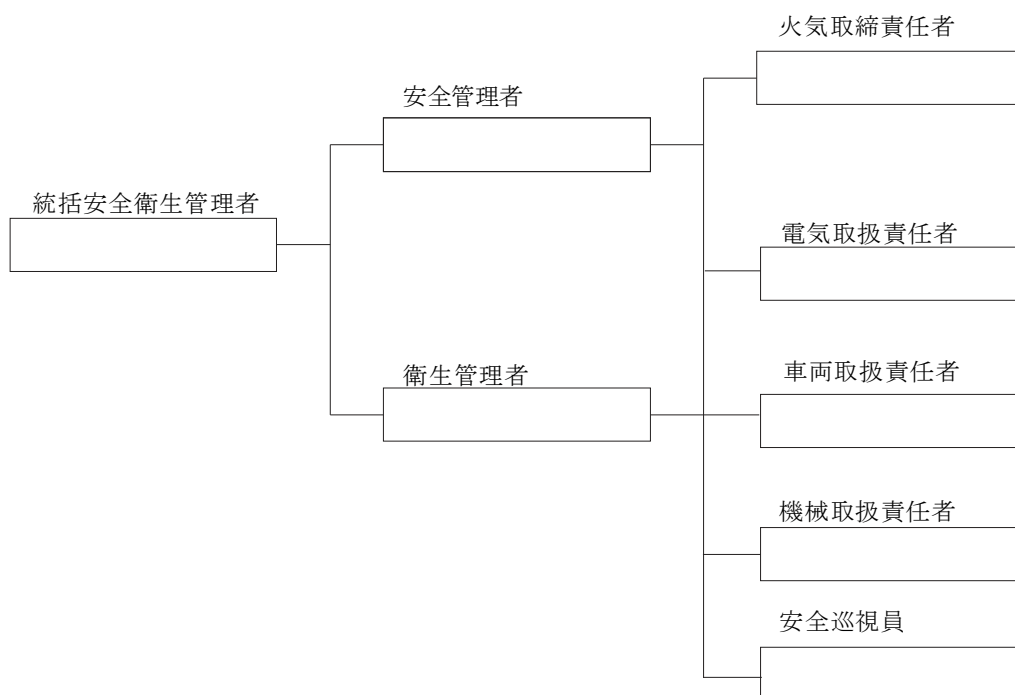 火気取締責任者
安全管理者
統括安全衛生管理者
電気取扱責任者
衛生管理者
車両取扱責任者
機械取扱責任者
安全巡視員